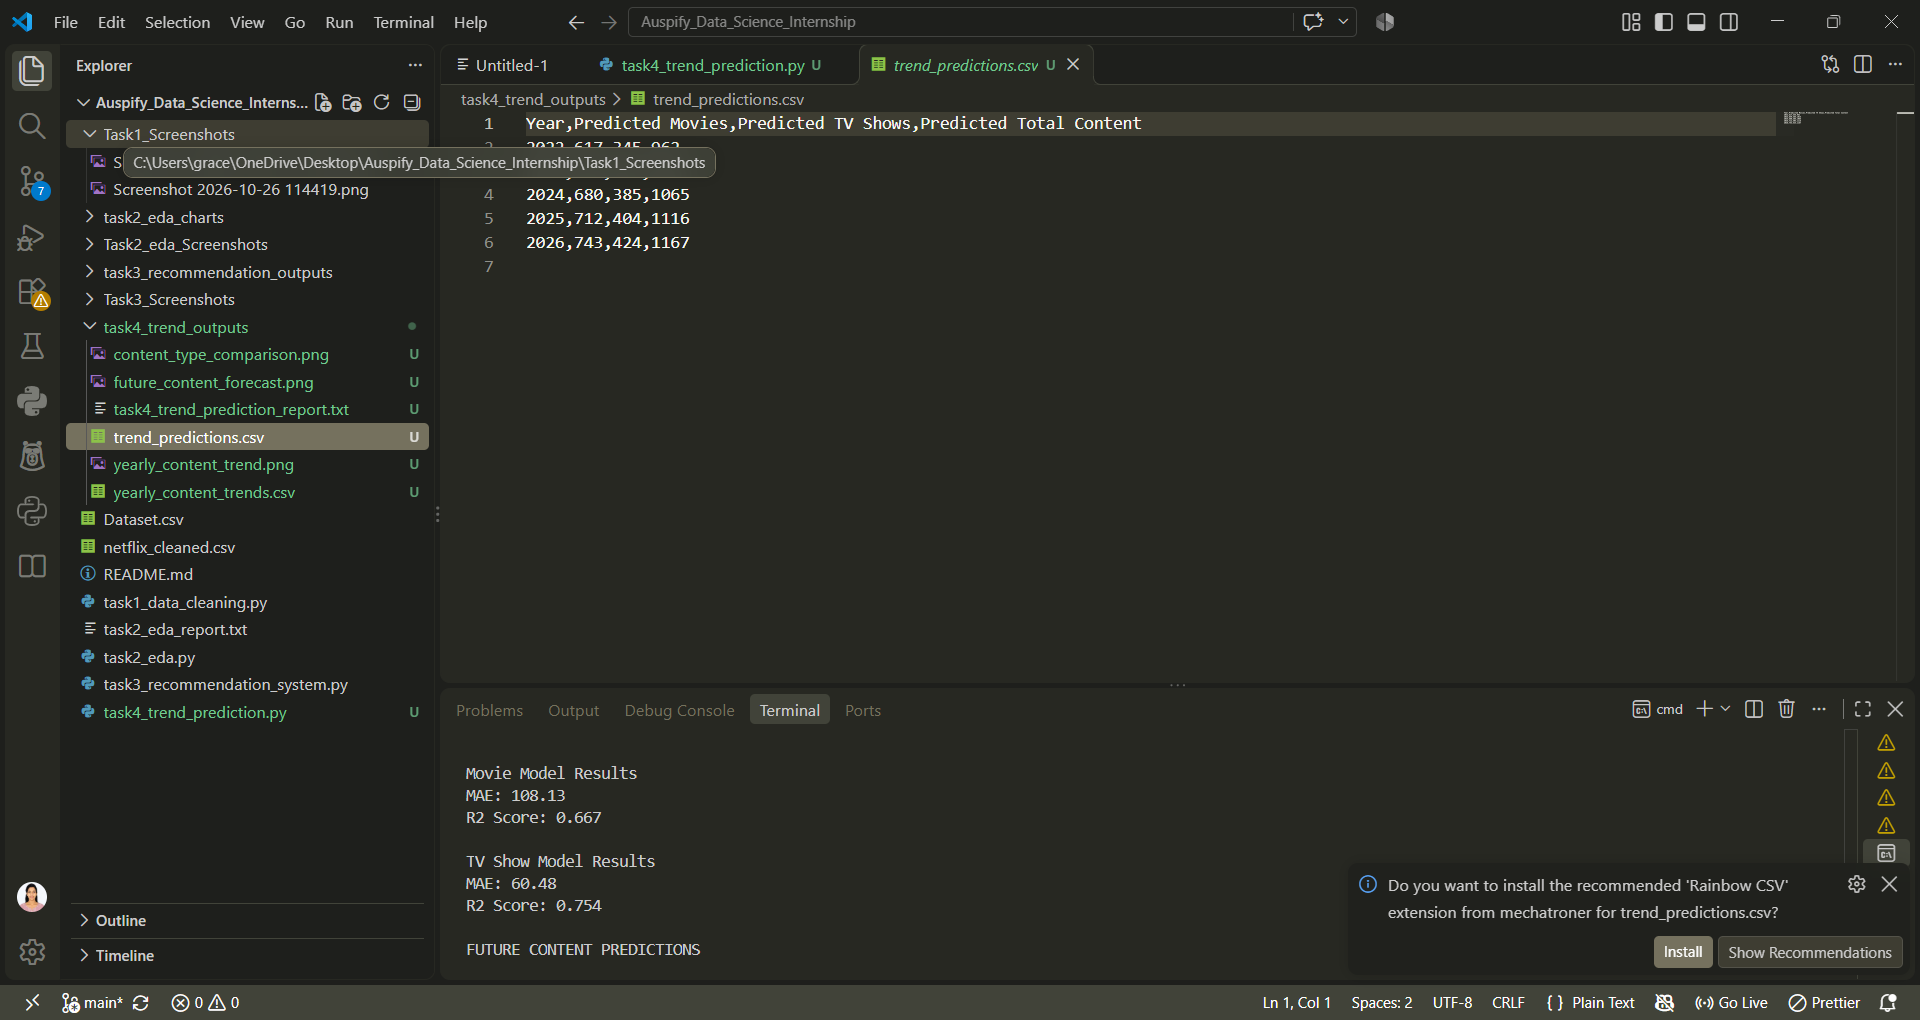 File Edit Selection View Go Run Terminal Help
Auspify_Data_Science_Internship
Explorer
Auspify_Data_Science_Interns...
Task1_Screenshots
C:\Users\grace\OneDrive\Desktop\Auspify_Data_Science_Internship\Task1_Screenshots
Screenshot 2026-10-26 114419.png
task2_eda_charts
Task2_eda_Screenshots
task3_recommendation_outputs
Task3_Screenshots
task4_trend_outputs
content_type_comparison.png U
future_content_forecast.png U
task4_trend_prediction_report.txt U
trend_predictions.csv U
yearly_content_trend.png U
yearly_content_trends.csv U
Dataset.csv
netflix_cleaned.csv
README.md
task1_data_cleaning.py
task2_eda_report.txt
task2_eda.py
task3_recommendation_system.py
task4_trend_prediction.py U
Outline
Timeline
7
Untitled-1 task4_trend_prediction.py U trend_predictions.csv U
task4_trend_outputs > trend_predictions.csv
1 Year,Predicted Movies,Predicted TV Shows,Predicted Total Content
2022,617,345,962
4 2024,680,385,1065
5 2025,712,404,1116
6 2026,743,424,1167
7
Problems Output Debug Console Terminal Ports
cmd
Movie Model Results
MAE: 108.13
R2 Score: 0.667
TV Show Model Results
MAE: 60.48
R2 Score: 0.754
FUTURE CONTENT PREDICTIONS
Do you want to install the recommended 'Rainbow CSV'
extension from mechatroner for trend_predictions.csv?
Install Show Recommendations
main* 0 0 Ln 1, Col 1 Spaces: 2 UTF-8 CRLF {} Plain Text Go Live Prettier